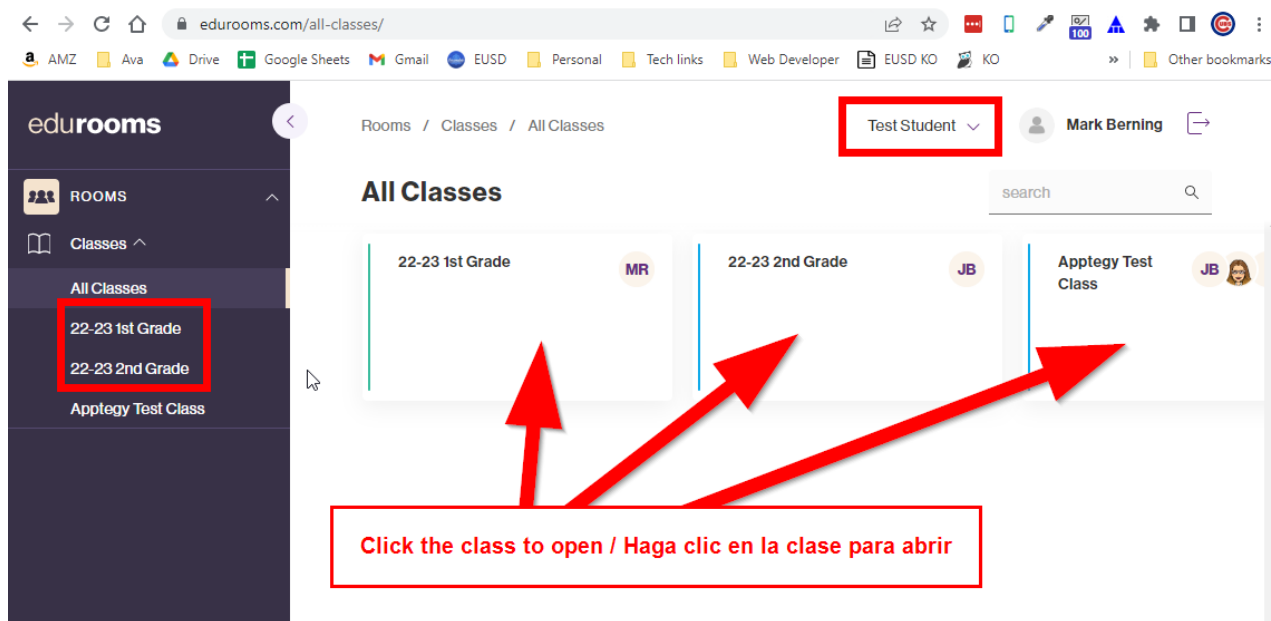 edurooms.com/all-classes/
100
CUBS
a AMZ Ava Drive Google Sheets Gmail EUSD Personal Tech links Web Developer EUSD KO KO » Other bookmarks
edurooms
Rooms / Classes / All Classes
Test Student
Mark Berning
ROOMS
All Classes
search
Classes
All Classes
22-23 1st Grade
22-23 2nd Grade
Apptegy Test Class
22-23 1st Grade
MR
22-23 2nd Grade
JB
Apptegy Test
Class
JB
Click the class to open / Haga clic en la clase para abrir